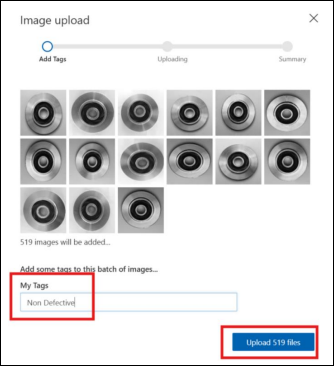 Image upload
Add Tags Uploading Summary
519 images will be added...
Add some tags to this batch of images...
My Tags
Non Defective
Upload 519 files